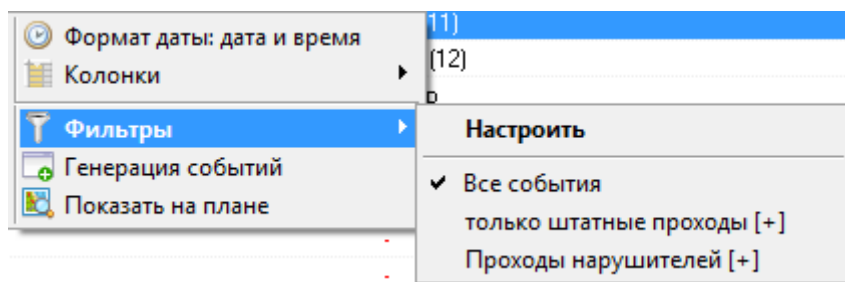 Формат даты: дата и время
Колонки
Фильтры
Генерация событий
Показать на плане
11)
(12)
Настроить
Все события
только штатные проходы [+]
Проходы нарушителей [+]